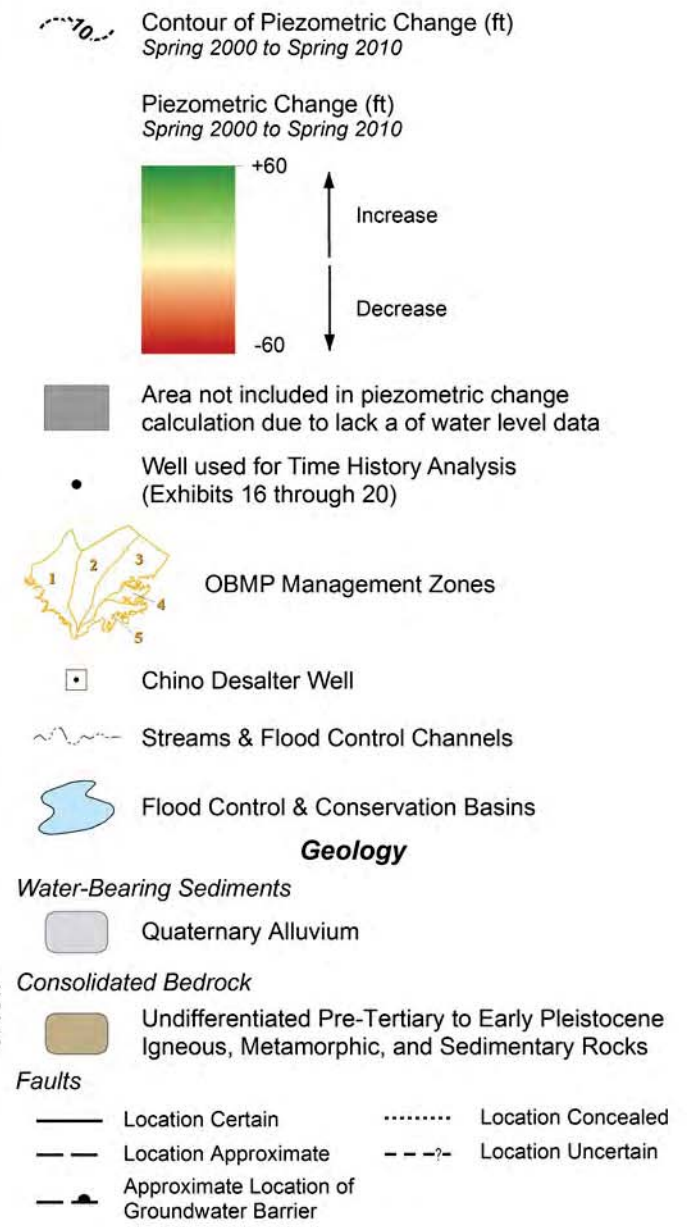 10
Contour of Piezometric Change (ft)
Spring 2000 to Spring 2010
Piezometric Change (ft)
Spring 2000 to Spring 2010
+60
Increase
Decrease
-60
Area not included in piezometric change
calculation due to lack a of water level data
Well used for Time History Analysis
(Exhibits 16 through 20)
1
2
3
4
5
OBMP Management Zones
Chino Desalter Well
Streams & Flood Control Channels
Flood Control & Conservation Basins
Geology
Water-Bearing Sediments
Quaternary Alluvium
Consolidated Bedrock
Undifferentiated Pre-Tertiary to Early Pleistocene
Igneous, Metamorphic, and Sedimentary Rocks
Faults
Location Certain
Location Concealed
Location Approximate
?
Location Uncertain
Approximate Location of
Groundwater Barrier